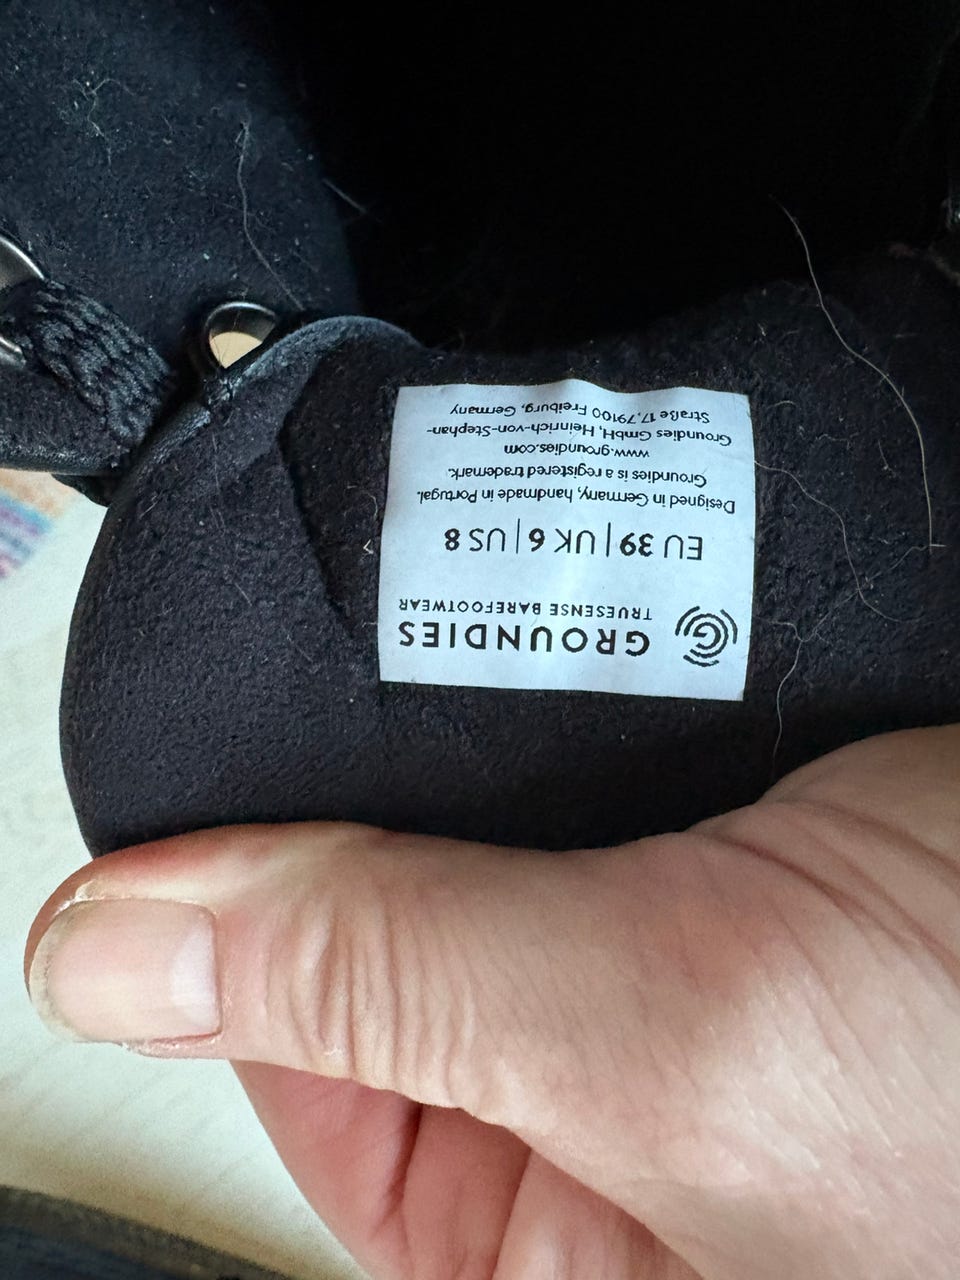 GROUNDIES
TRUESENSE BAREFOOTWEAR
EU 39 | UK 6 | US 8
Designed in Germany, handmade in Portugal.
Groundies is a registered trademark.
www.groundies.com
Groundies GmbH, Heinrich-von-Stephan-
Straße 17, 79100 Freiburg, Germany